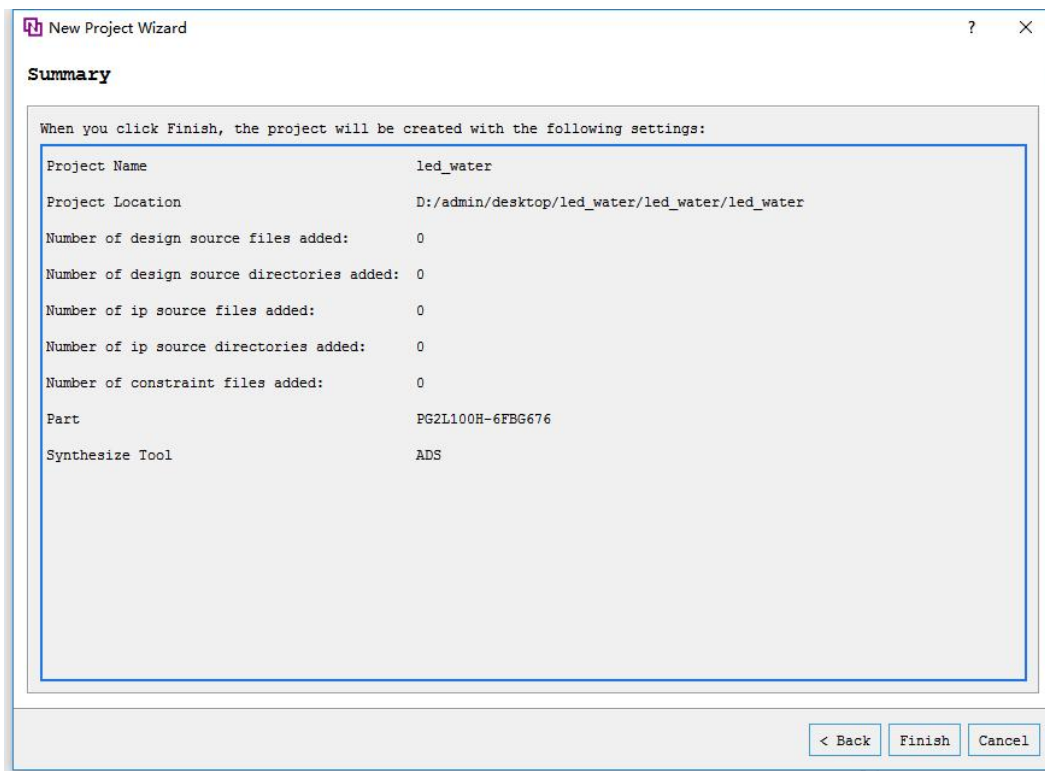 New Project Wizard ? ×
Summary
When you click Finish, the project will be created with the following settings:
Project Name led_water
Project Location D:/admin/desktop/led_water/led_water/led_water
Number of design source files added: 0
Number of design source directories added: 0
Number of ip source files added: 0
Number of ip source directories added: 0
Number of constraint files added: 0
Part PG2L100H-6FBG676
Synthesize Tool ADS
< Back Finish Cancel